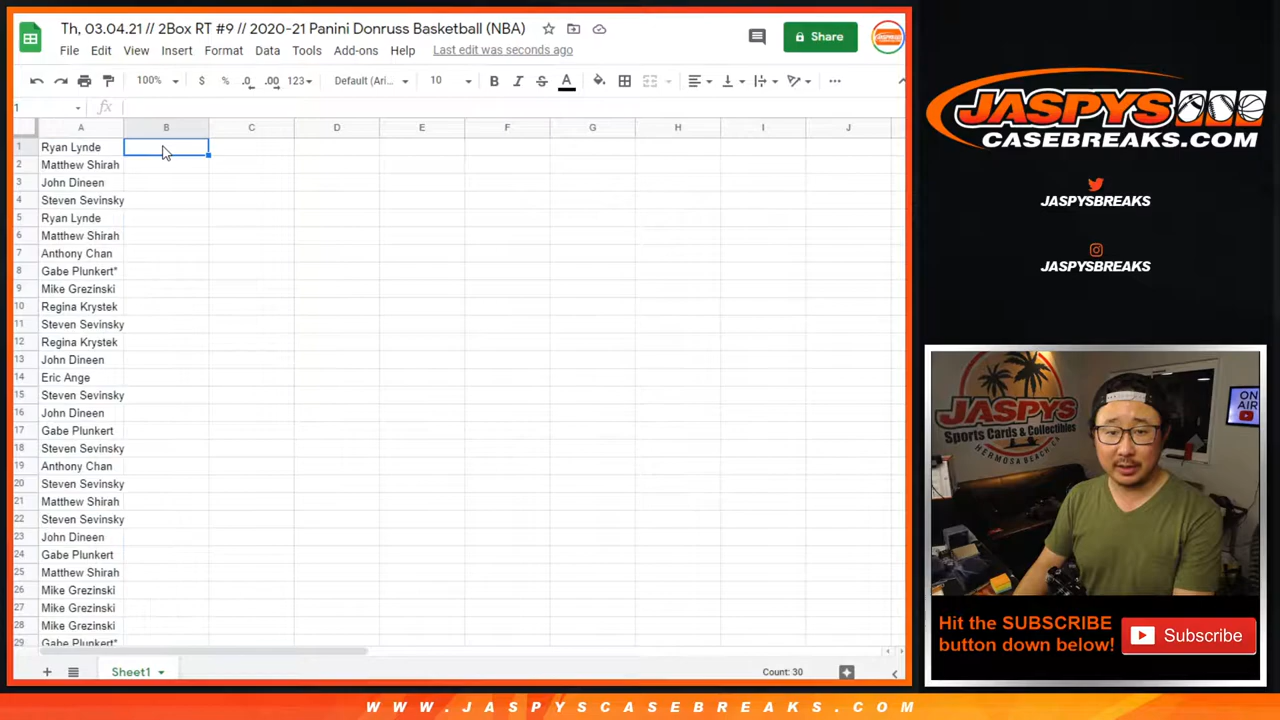 Th, 03.04.21 // 2Box RT #9 // 2020-21 Panini Donruss Basketball (NBA)
File Edit View Insert Format Data Tools Add-ons Help Last edit was seconds ago
Share
100% $ % .0 .00 123 Default (Ari... 10 B I S A
1 fx
A B C D E F G H I J
1 Ryan Lynde
2 Matthew Shirah
3 John Dineen
4 Steven Sevinsky
5 Ryan Lynde
6 Matthew Shirah
7 Anthony Chan
8 Gabe Plunkert*
9 Mike Grezinski
10 Regina Krystek
11 Steven Sevinsky
12 Regina Krystek
13 John Dineen
14 Eric Ange
15 Steven Sevinsky
16 John Dineen
17 Gabe Plunkert
18 Steven Sevinsky
19 Anthony Chan
20 Steven Sevinsky
21 Matthew Shirah
22 Steven Sevinsky
23 John Dineen
24 Gabe Plunkert
25 Matthew Shirah
26 Mike Grezinski
27 Mike Grezinski
28 Mike Grezinski
29 Gabe Plunkert*
Sheet1
Count: 30
JASPYS
CASEBREAKS.COM
JASPYSBREAKS
JASPYSBREAKS
JASPYS
Sports Cards & Collectibles
HERMOSA BEACH, CA
ON
AIR
Hit the SUBSCRIBE
button down below!
Subscribe
WWW.JASPYSCASEBREAKS.COM